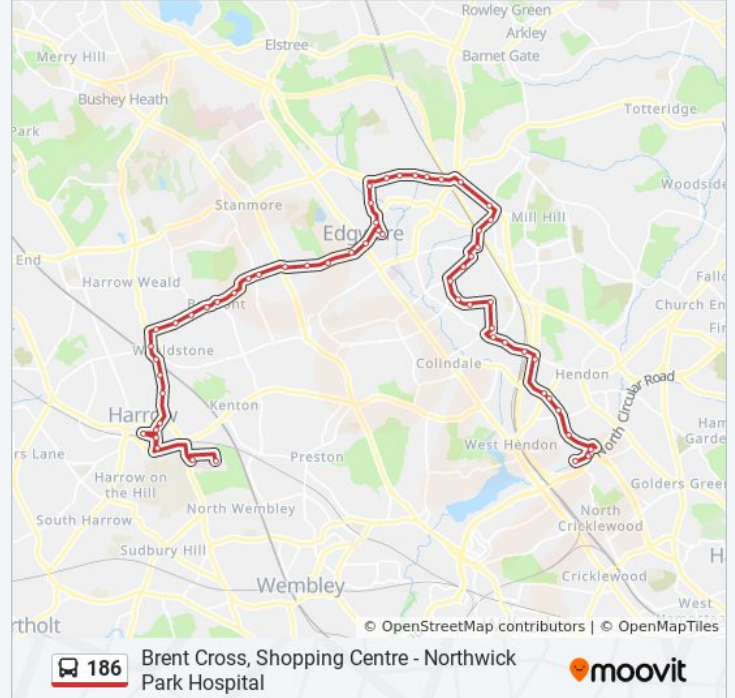 Rowley Green
Arkley
Elstree
Merry Hill
Barnet Gate
Bushey Heath
Totteridge
Park
Woodside
Stanmore
Mill Hill
Edgware
End
Harrow Weald
Church En
Wealdstone
Colindale
Hendon
North Circular Road
Kenton
Harrow
West Hendon
rs Lane
Preston
Harrow on
the Hill
Golders Green
North Wembley
South Harrow
North
Cricklewood
Sudbury Hill
Cricklewood
Wembley
West
rtholt
© OpenStreetMap contributors | © OpenMapTiles
186
Brent Cross, Shopping Centre - Northwick
Park Hospital
moovit